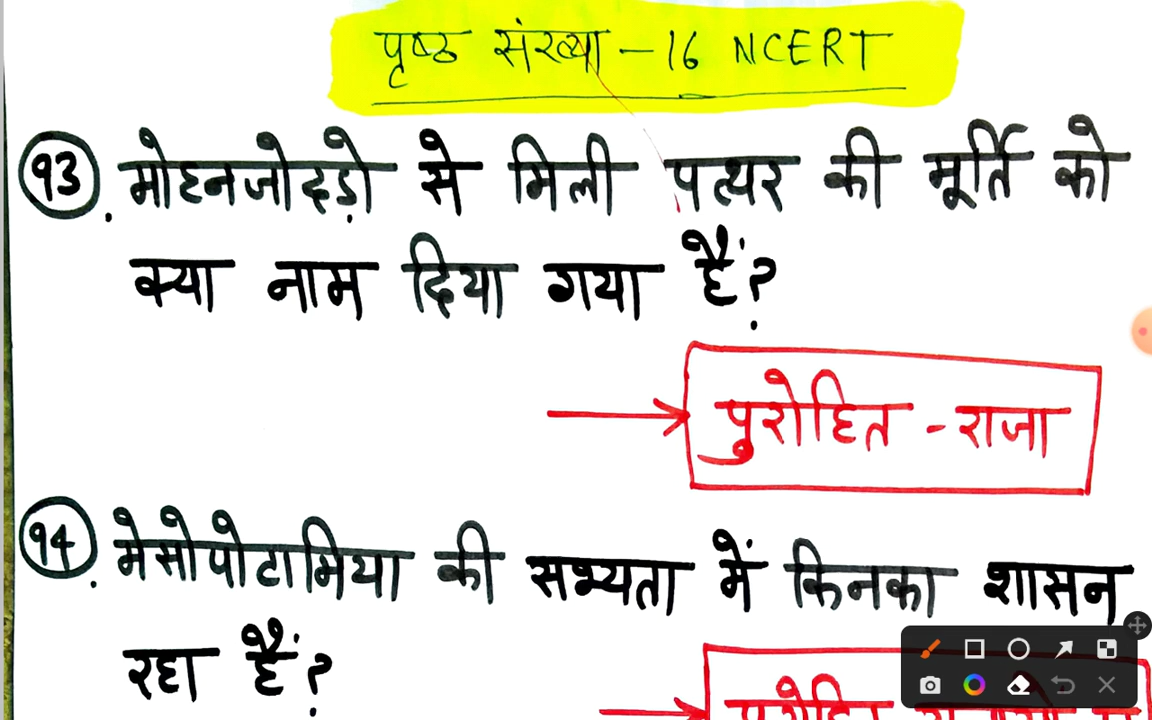 पृष्ठ संख्या – 16 NCERT
93. मोहनजोदड़ो से मिली पत्थर की मूर्ति को
क्या नाम दिया गया हैं?
पुरोहित - राजा
94. मेसोपोटामिया की सभ्यता में किनका शासन
रहा हैं?
पुरोहित